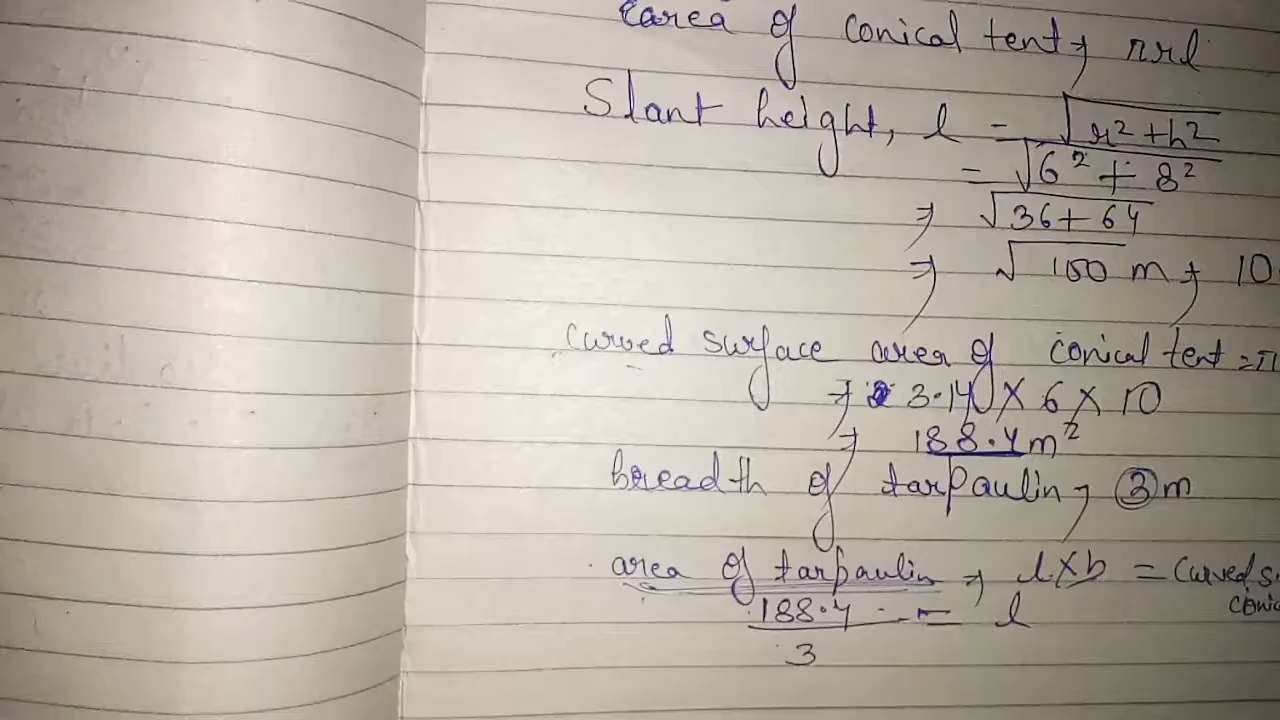 area of conical tent → πrl
Slant height, l = √r²+h²
= √6² + 8²
⇒ √36+64
⇒ √100 m → 10
curved surface area of conical tent = π
⇒ 3.14 × 6 × 10
⇒ 188.4 m²
breadth of tarpaulin → 3 m
area of tarpaulin → l×b = Curved S
conic
188.4 = l
3